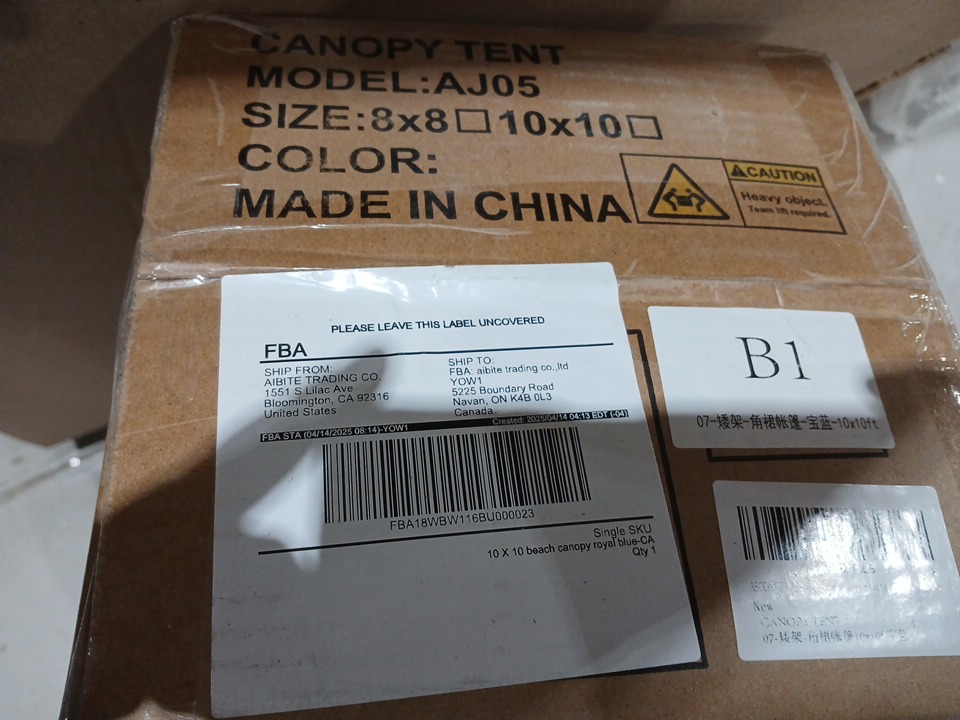 CANOPY TENT
MODEL:AJ05
SIZE:8x8□10x10□
COLOR:
MADE IN CHINA
CAUTION
Heavy object.
Team lift required.
PLEASE LEAVE THIS LABEL UNCOVERED
FBA
SHIP FROM:
AIBITE TRADING CO.
1551 S Lilac Ave
Bloomington, CA 92316
United States
SHIP TO:
FBA: aibite trading co.,ltd
YOW1
5225 Boundary Road
Navan, ON K4B 0L3
Canada.
FBA STA (04/14/2025 08:14)-YOW1
Created: 2025/04/14 04:13 EDT (-04)
FBA18WBW116BU000023
Single SKU
10 X 10 beach canopy royal blue-CA
Qty 1
B1
07-矮架-角裙帐篷-宝蓝-10x10ft
New
CANOPY TENT
07-矮架-角裙帐篷